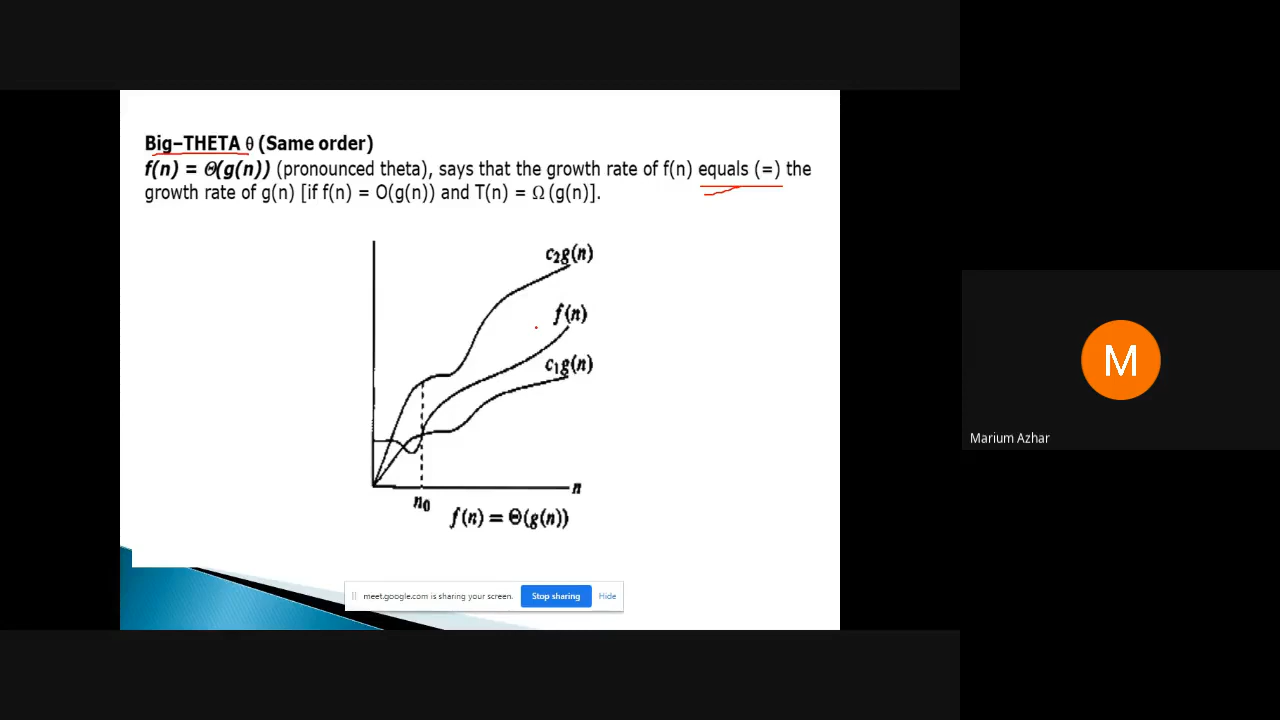 Big–THETA θ (Same order)
f(n) = Θ(g(n)) (pronounced theta), says that the growth rate of f(n) equals (=) the
growth rate of g(n) [if f(n) = O(g(n)) and T(n) = Ω (g(n)].
c₂g(n)
f(n)
c₁g(n)
n
n₀
f(n) = Θ(g(n))
meet.google.com is sharing your screen. Stop sharing Hide
M
Marium Azhar